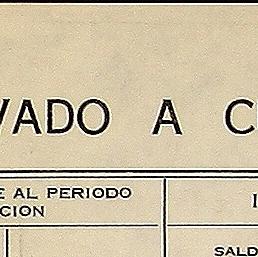 VADO A C
E AL PERIODO
CION
SALD